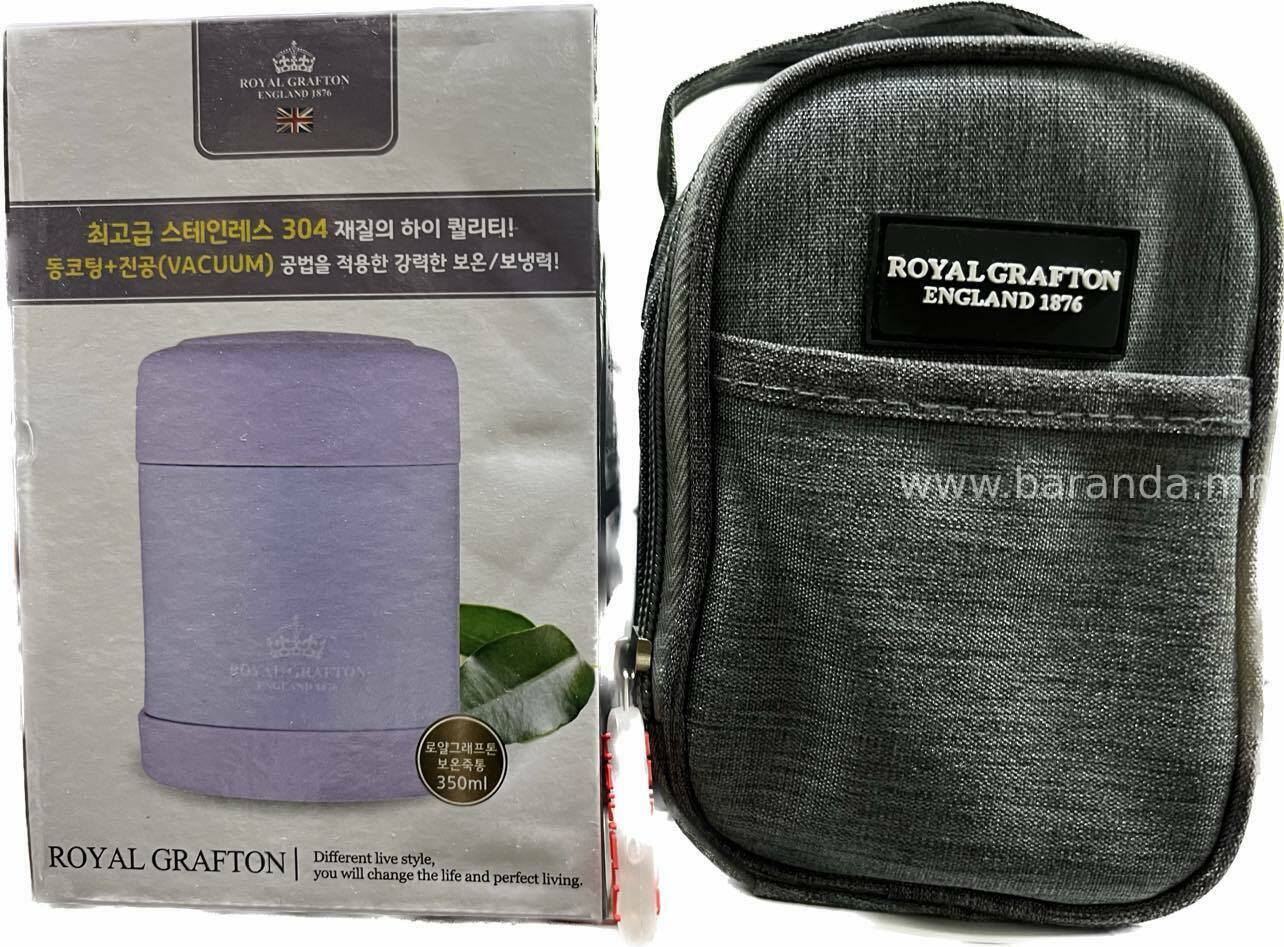 ROYAL GRAFTON
ENGLAND 1876
최고급 스테인레스 304 재질의 하이 퀄리티!
동코팅+진공(VACUUM) 공법을 적용한 강력한 보온/보냉력!
ROYAL GRAFTON
ENGLAND 1876
로얄그래프톤
보온죽통
350ml
ROYAL GRAFTON
Different live style,
you will change the life and perfect living.
ROYAL GRAFTON
ENGLAND 1876
www.baranda.mn